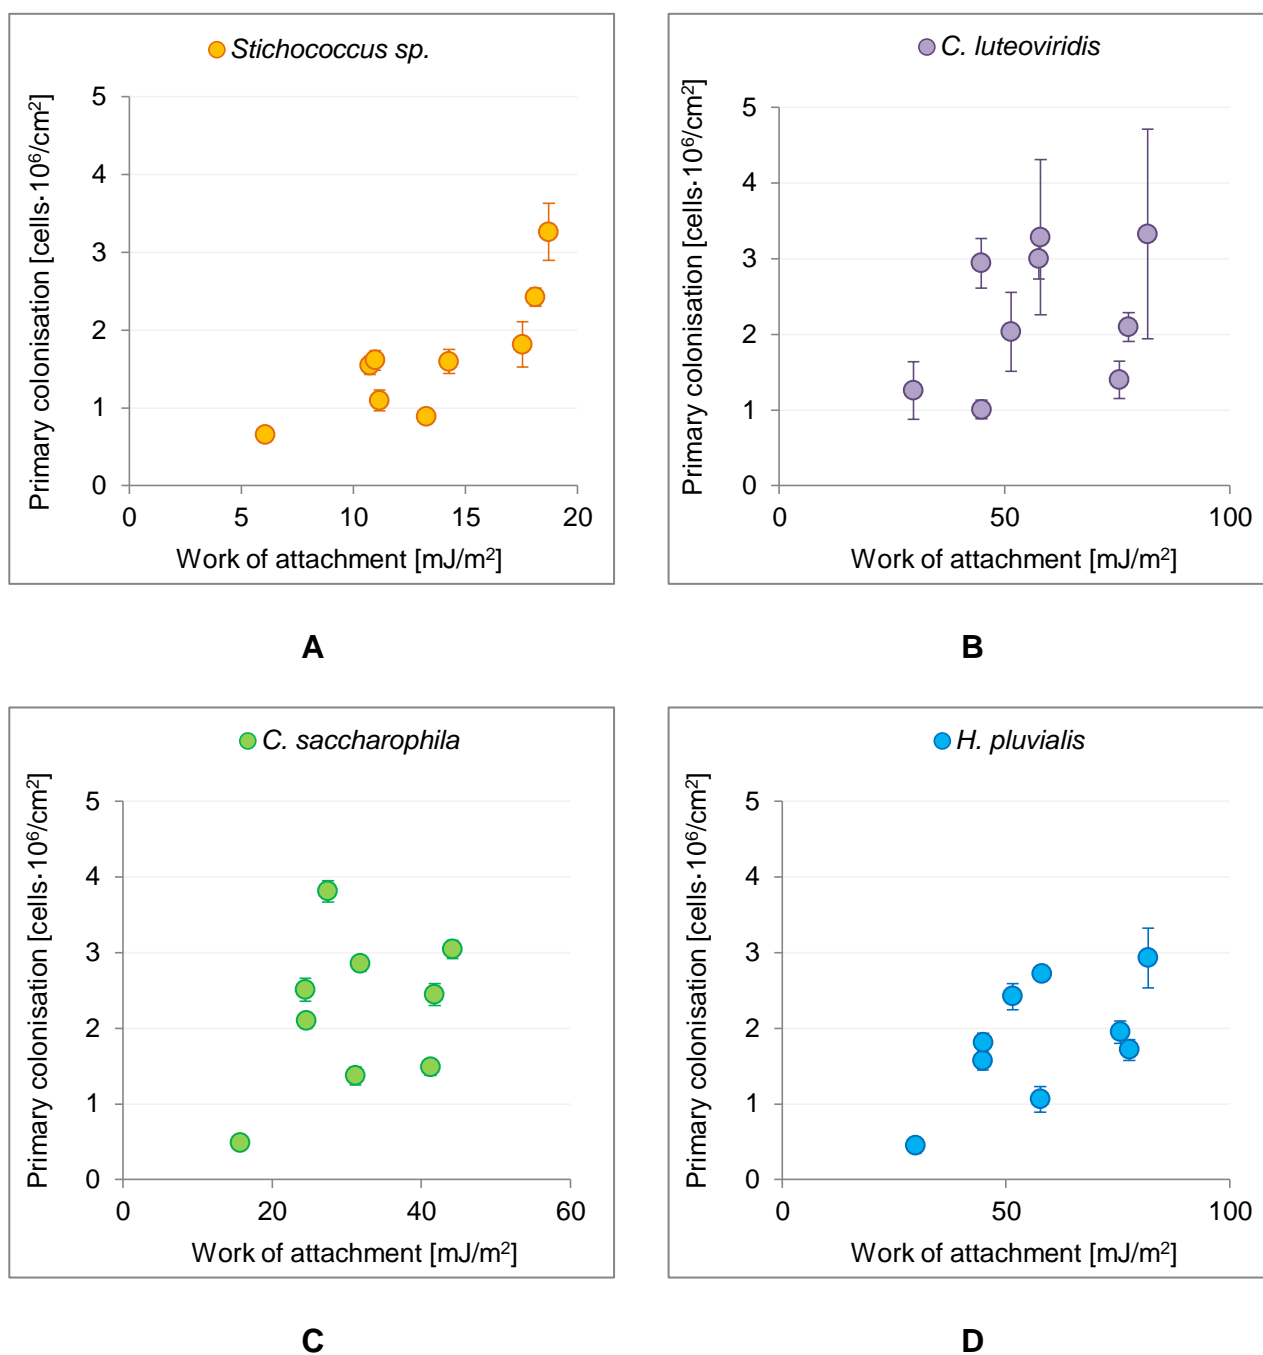 Stichococcus sp.
Primary colonisation [cells·10⁶/cm²]
5
4
3
2
1
0
0 5 10 15 20
Work of attachment [mJ/m²]
A
C. luteoviridis
Primary colonisation [cells·10⁶/cm²]
5
4
3
2
1
0
0 50 100
Work of attachment [mJ/m²]
B
C. saccharophila
Primary colonisation [cells·10⁶/cm²]
5
4
3
2
1
0
0 20 40 60
Work of attachment [mJ/m²]
C
H. pluvialis
Primary colonisation [cells·10⁶/cm²]
5
4
3
2
1
0
0 50 100
Work of attachment [mJ/m²]
D